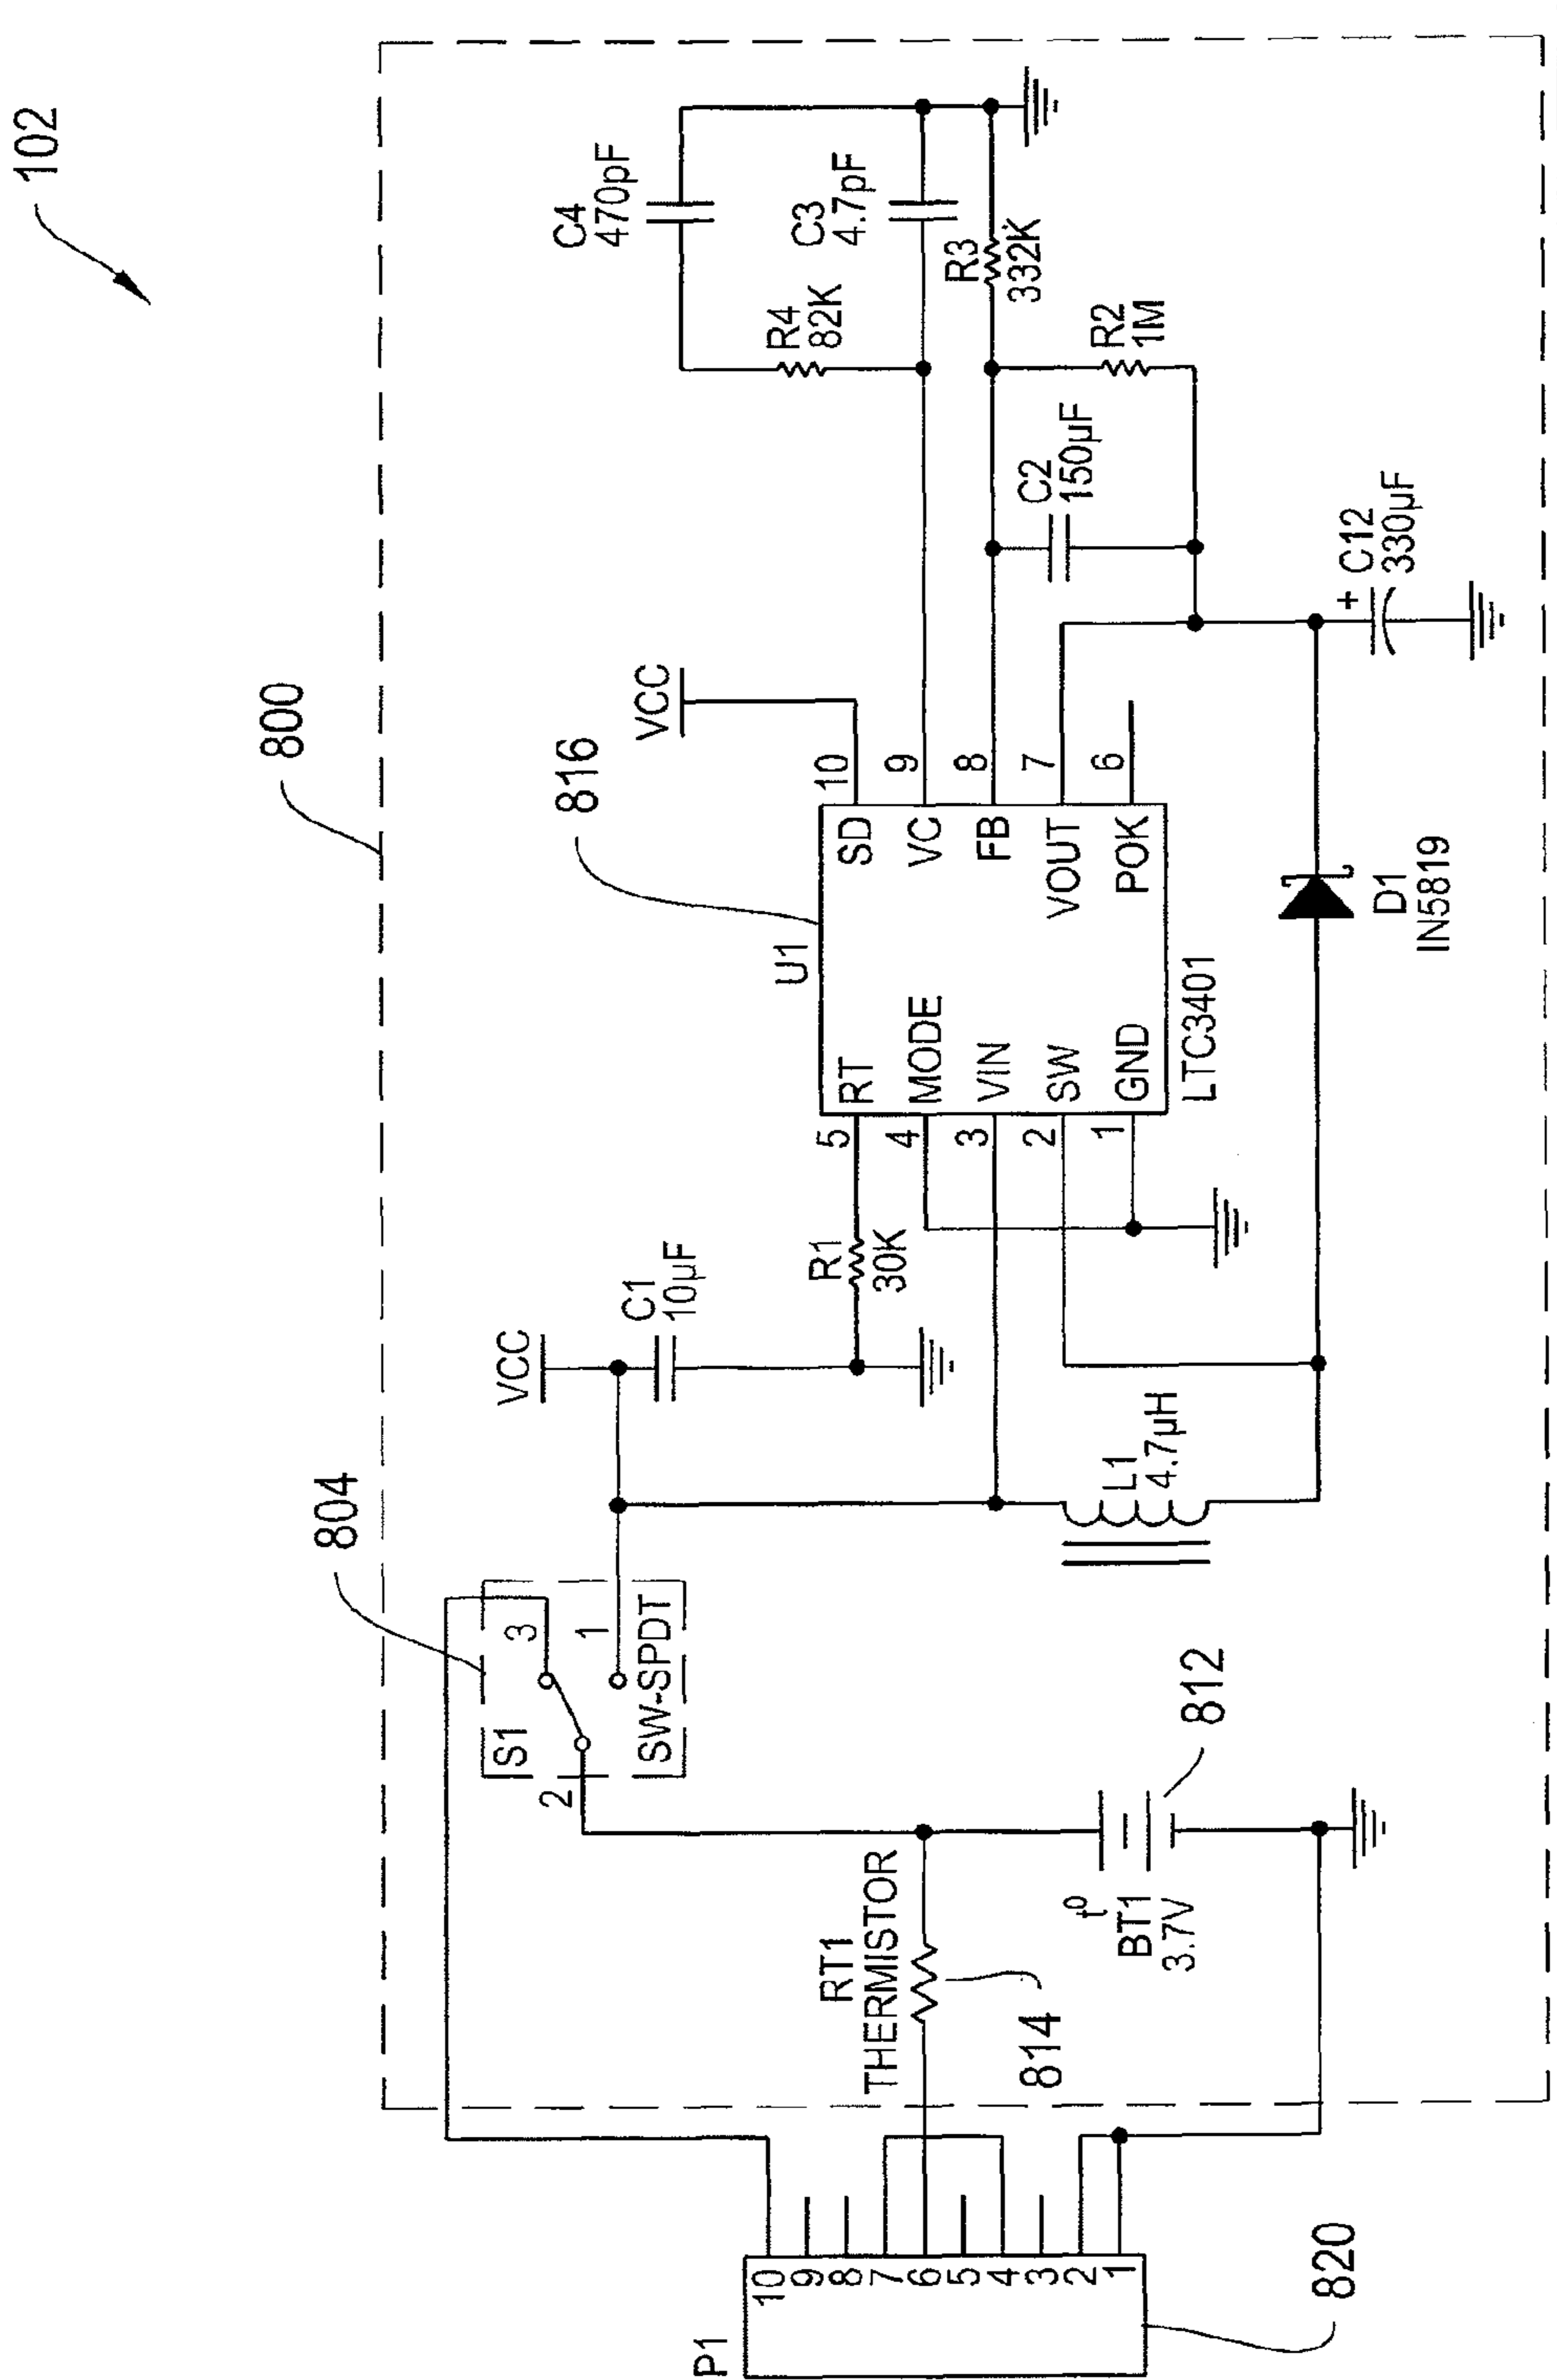 102
800
804
VCC
C1
10µF
VCC
816
U1
RT
MODE
VIN
SW
GND
SD
VC
FB
VOUT
POK
LTC3401
5
4
3
2
1
10
9
8
7
6
R1
30K
C4
470pF
R4
82K
C3
4.7pF
R3
332K
R2
1M
C2
150µF
+
C12
330µF
D1
IN5819
L1
4.7µH
S1
3
1
2
SW-SPDT
812
t⁰
BT1
3.7V
RT1
THERMISTOR
814
P1
10
9
8
7
6
5
4
3
2
1
820